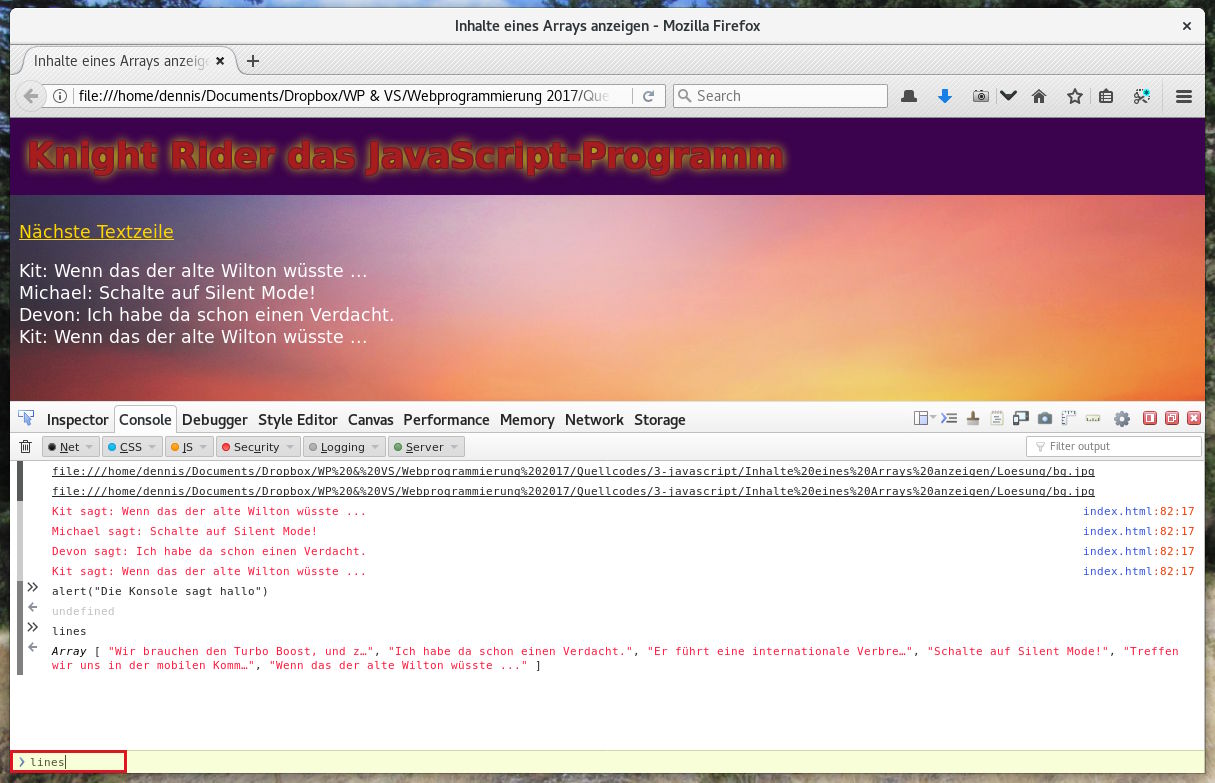 Inhalte eines Arrays anzeigen - Mozilla Firefox
Inhalte eines Arrays anzeig
file:///home/dennis/Documents/Dropbox/WP & VS/Webprogrammierung 2017/Que
Search
Knight Rider das JavaScript-Programm
Nächste Textzeile
Kit: Wenn das der alte Wilton wüsste ...
Michael: Schalte auf Silent Mode!
Devon: Ich habe da schon einen Verdacht.
Kit: Wenn das der alte Wilton wüsste ...
Inspector Console Debugger Style Editor Canvas Performance Memory Network Storage
Net CSS JS Security Logging Server Filter output
file:///home/dennis/Documents/Dropbox/WP%20&%20VS/Webprogrammierung%202017/Quellcodes/3-javascript/Inhalte%20eines%20Arrays%20anzeigen/Loesung/bg.jpg
file:///home/dennis/Documents/Dropbox/WP%20&%20VS/Webprogrammierung%202017/Quellcodes/3-javascript/Inhalte%20eines%20Arrays%20anzeigen/Loesung/bg.jpg
Kit sagt: Wenn das der alte Wilton wüsste ... index.html:82:17
Michael sagt: Schalte auf Silent Mode! index.html:82:17
Devon sagt: Ich habe da schon einen Verdacht. index.html:82:17
Kit sagt: Wenn das der alte Wilton wüsste ... index.html:82:17
alert("Die Konsole sagt hallo")
undefined
lines
Array [ "Wir brauchen den Turbo Boost, und z…", "Ich habe da schon einen Verdacht.", "Er führt eine internationale Verbre…", "Schalte auf Silent Mode!", "Treffen
wir uns in der mobilen Komm…", "Wenn das der alte Wilton wüsste ..." ]
lines